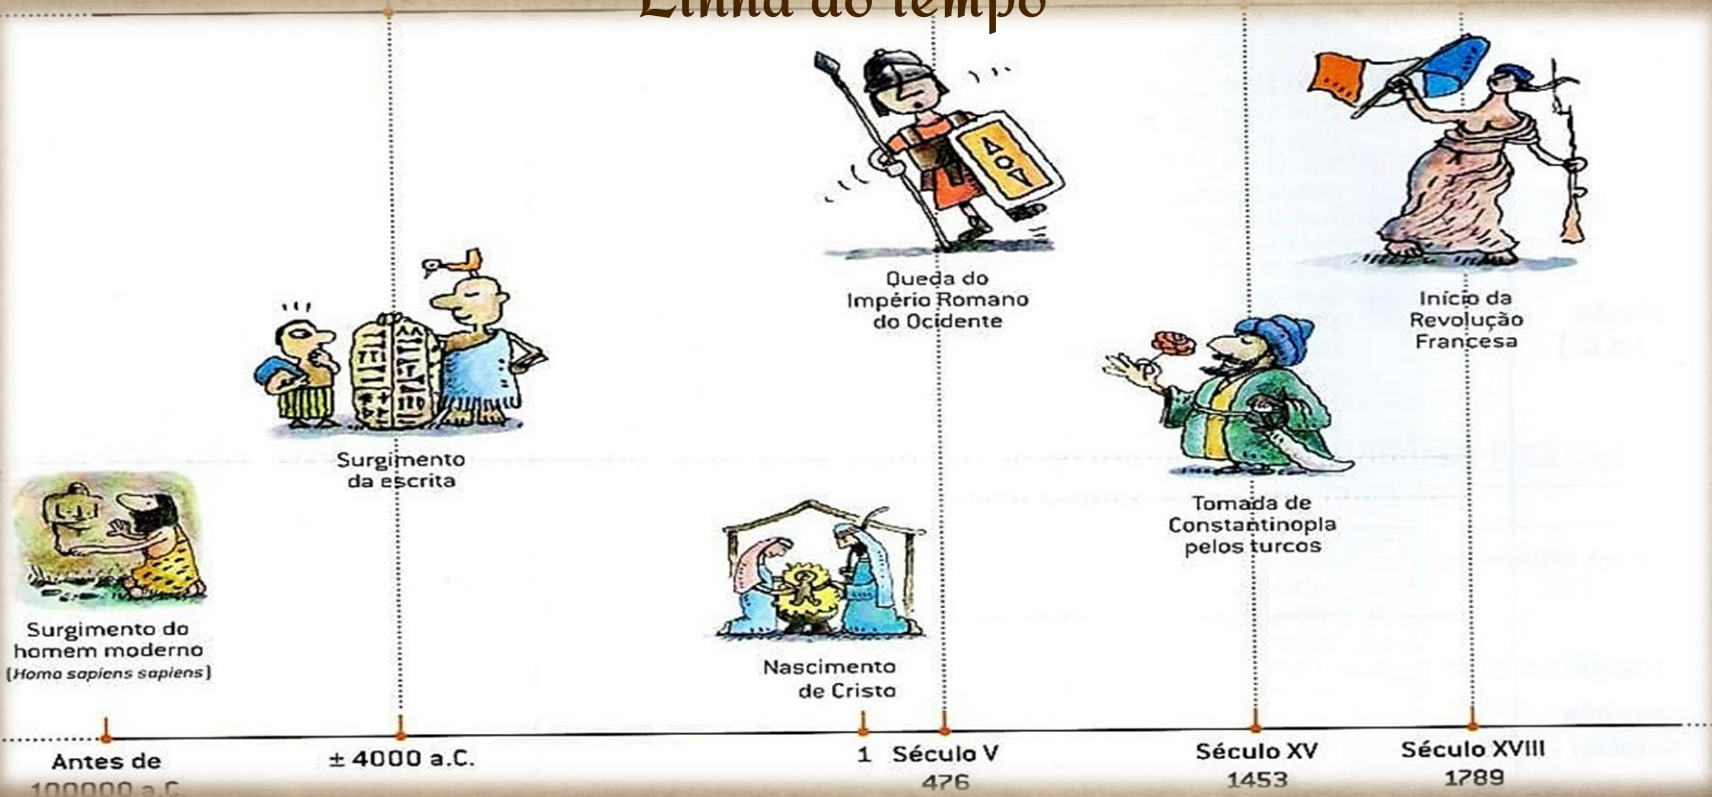 Linha do tempo
Queda do
Império Romano
do Ocidente
Início da
Revolução
Francesa
Surgimento
da escrita
Tomada de
Constantinopla
pelos turcos
Surgimento do
homem moderno
(Homo sapiens sapiens)
Nascimento
de Cristo
Antes de
100000 a.C.
± 4000 a.C.
1
Século V
476
Século XV
1453
Século XVIII
1789